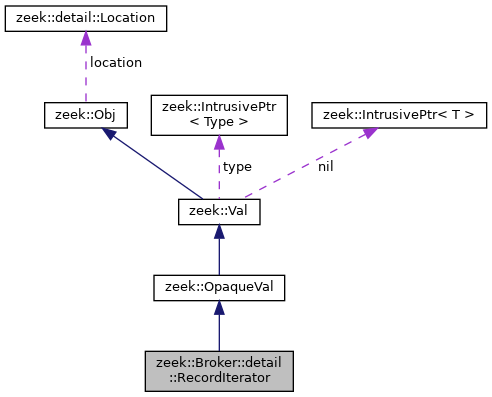 zeek::detail::Location
location
zeek::Obj
zeek::IntrusivePtr
< Type >
zeek::IntrusivePtr< T >
type
nil
zeek::Val
zeek::OpaqueVal
zeek::Broker::detail
::RecordIterator